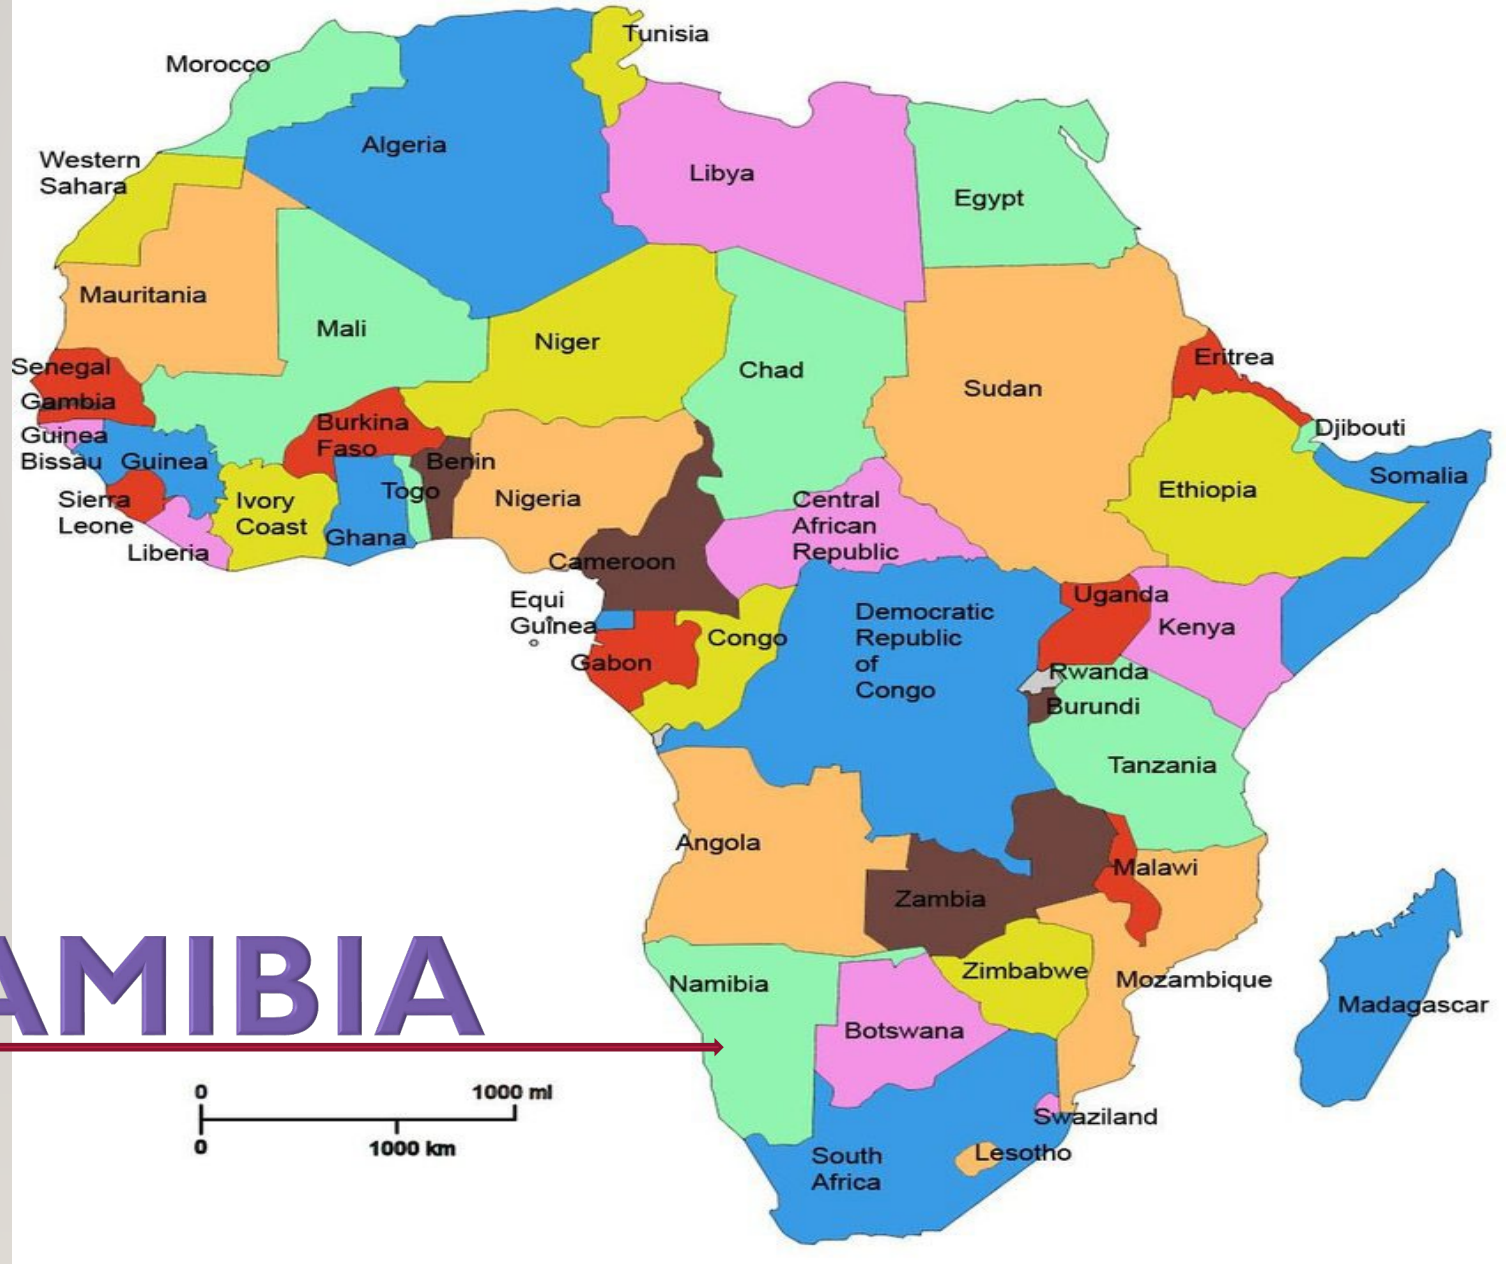 Tunisia
Morocco
Algeria
Western
Sahara
Libya
Egypt
Mauritania
Mali
Niger
Chad
Sudan
Eritrea
Senegal
Gambia
Guinea
Bissau
Guinea
Burkina
Faso
Benin
Djibouti
Somalia
Sierra
Leone
Ivory
Coast
Togo
Nigeria
Central
African
Republic
Ethiopia
Ghana
Liberia
Cameroon
Equi
Guinea
Gabon
Congo
Democratic
Republic
of
Congo
Uganda
Kenya
Rwanda
Burundi
Tanzania
Angola
Malawi
Zambia
AMIBIA
Namibia
Zimbabwe
Mozambique
Madagascar
Botswana
0 1000 mi
0 1000 km
Swaziland
Lesotho
South
Africa